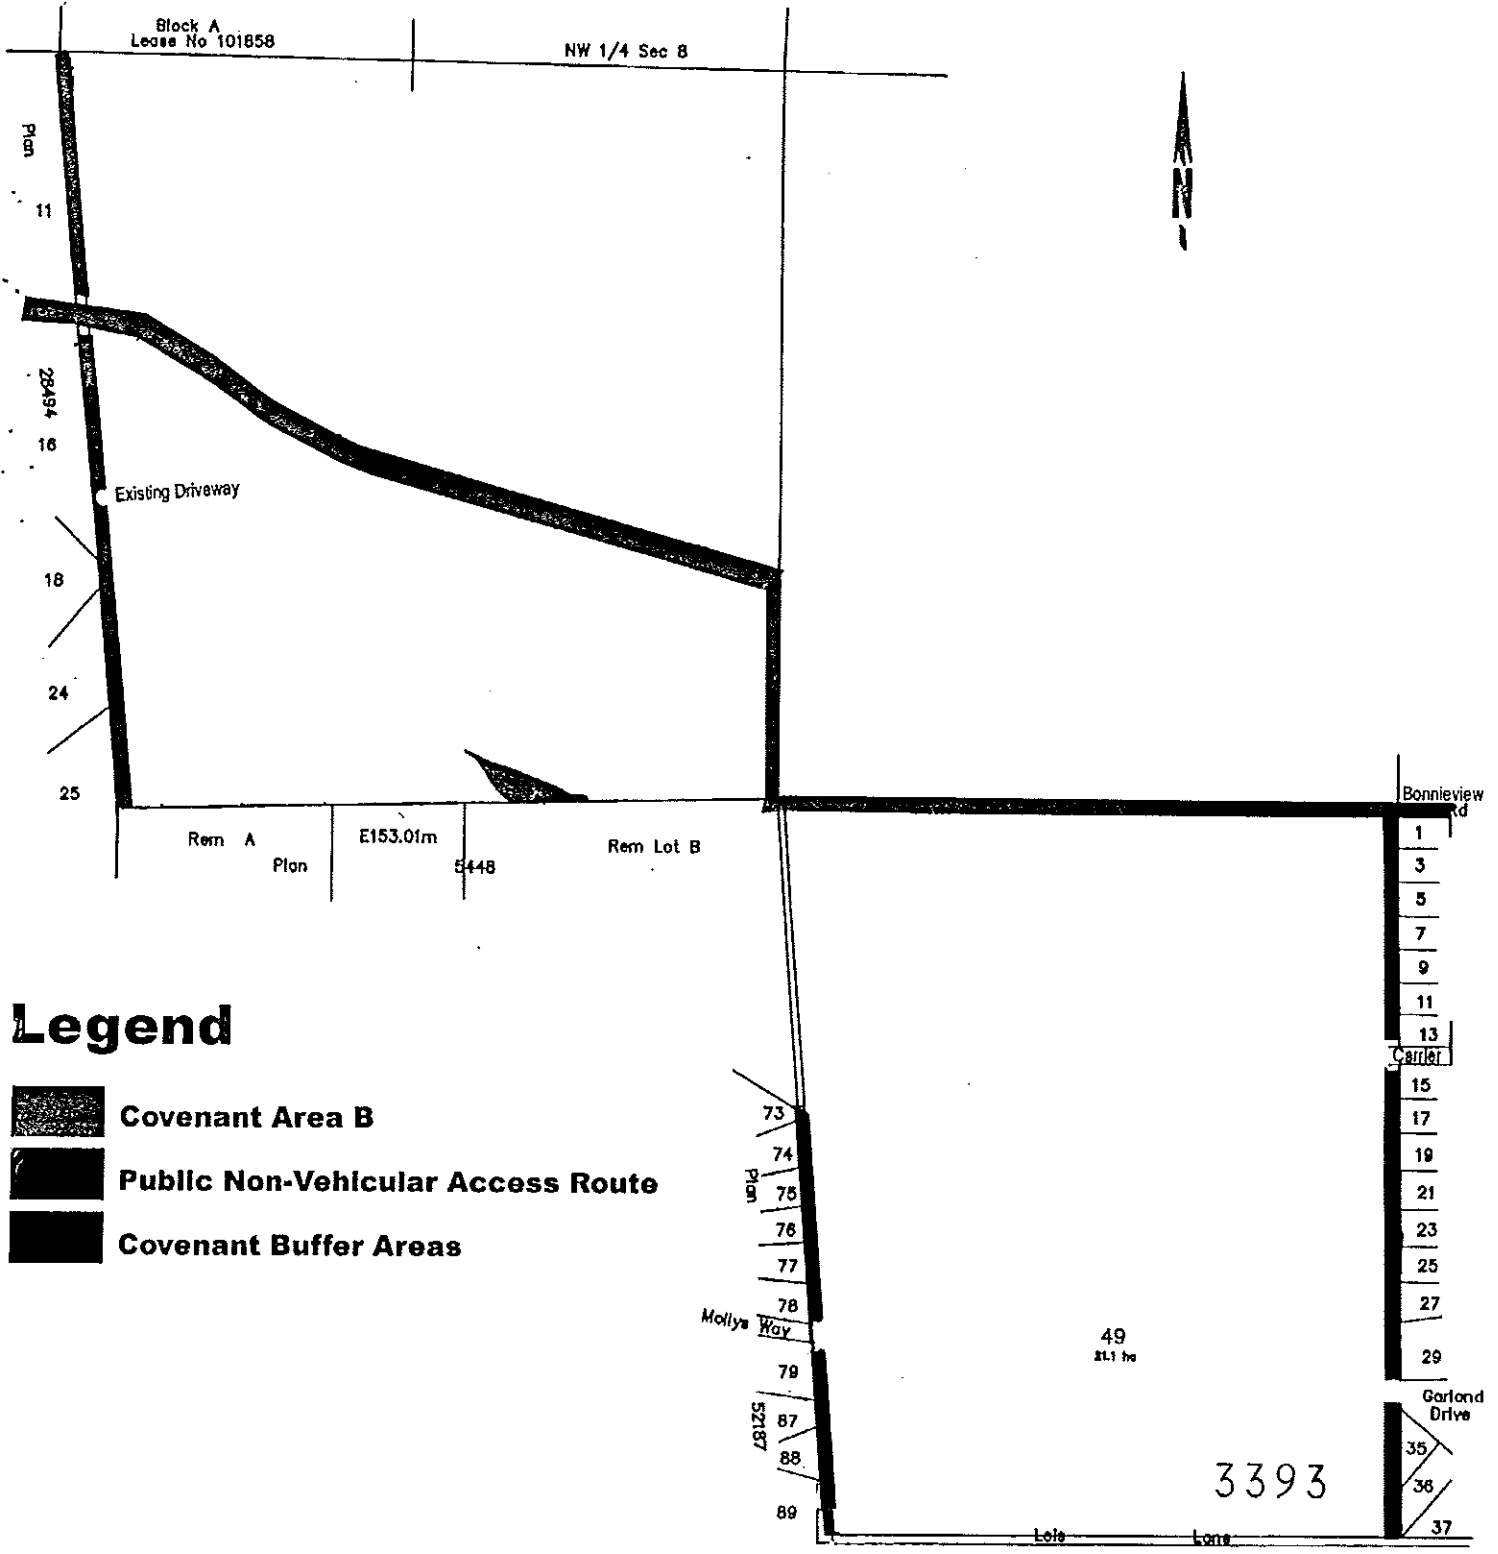 Block A
Lease No 101858
NW 1/4 Sec 8
N
Plan
11
28494
16
Existing Driveway
18
24
25
Rem A
Plan
E153.01m
5448
Rem Lot B
Bonnieview
Rd
1
3
5
7
9
11
13
Carrier
15
17
19
21
23
25
27
29
Garland
Drive
35
36
37
Legend
Covenant Area B
Public Non-Vehicular Access Route
Covenant Buffer Areas
73
74
Plan
75
76
77
78
Mollys Way
79
52187
87
88
89
49
21.1 ha
3393
Lois Lane